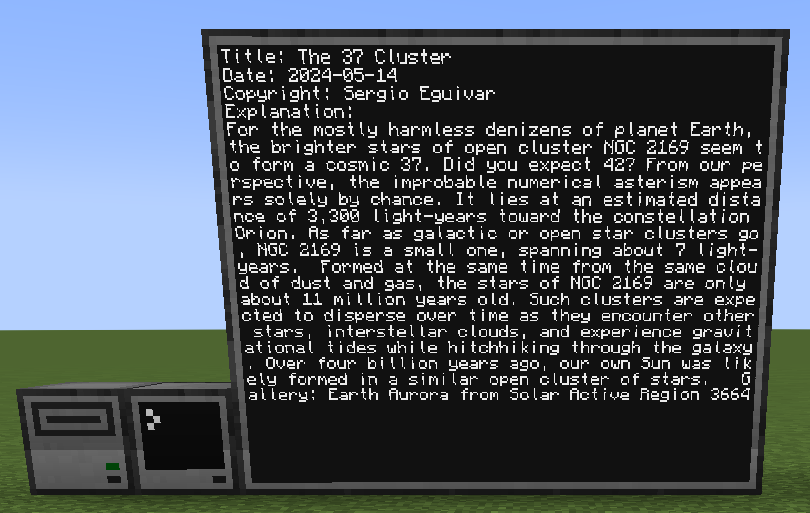 Title: The 37 Cluster
Date: 2024-05-14
Copyright: Sergio Eguivar
Explanation:
For the mostly harmless denizens of planet Earth,
the brighter stars of open cluster NGC 2169 seem t
o form a cosmic 37. Did you expect 42? From our pe
rspective, the improbable numerical asterism appea
rs solely by chance. It lies at an estimated dista
nce of 3,300 light-years toward the constellation
Orion. As far as galactic or open star clusters go
, NGC 2169 is a small one, spanning about 7 light-
years.  Formed at the same time from the same clou
d of dust and gas, the stars of NGC 2169 are only
about 11 million years old. Such clusters are expe
cted to disperse over time as they encounter other
 stars, interstellar clouds, and experience gravit
ational tides while hitchhiking through the galaxy
. Over four billion years ago, our own Sun was lik
ely formed in a similar open cluster of stars.   G
allery: Earth Aurora from Solar Active Region 3664